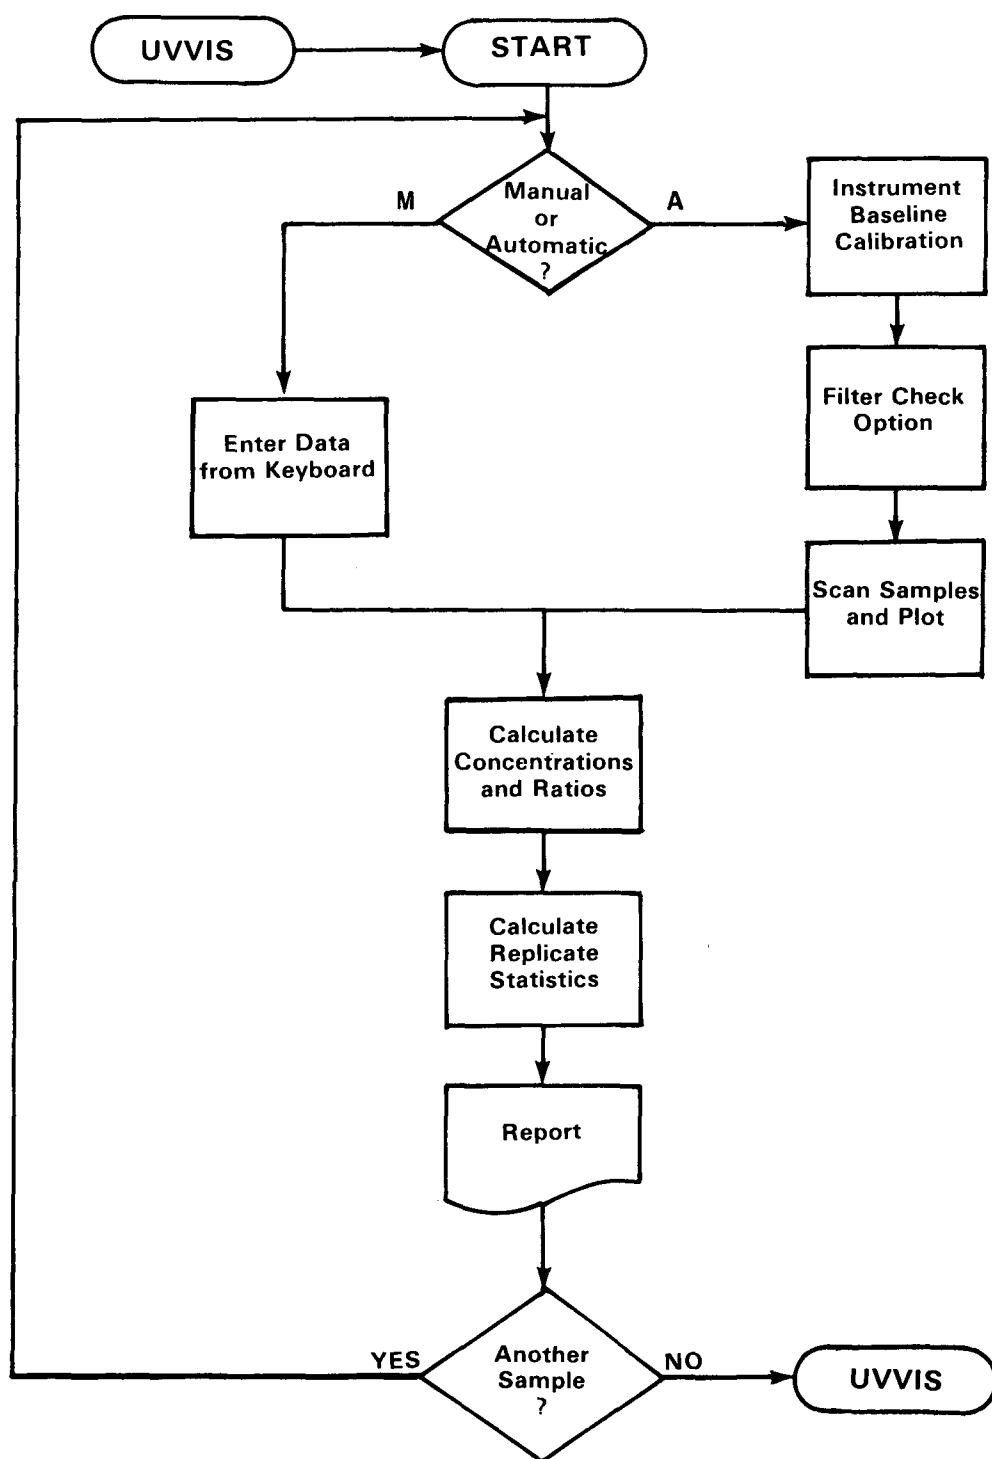 UVVIS
START
M
Manual
or
Automatic
?
A
Instrument
Baseline
Calibration
Filter Check
Option
Enter Data
from Keyboard
Scan Samples
and Plot
Calculate
Concentrations
and Ratios
Calculate
Replicate
Statistics
Report
YES
Another
Sample
?
NO
UVVIS